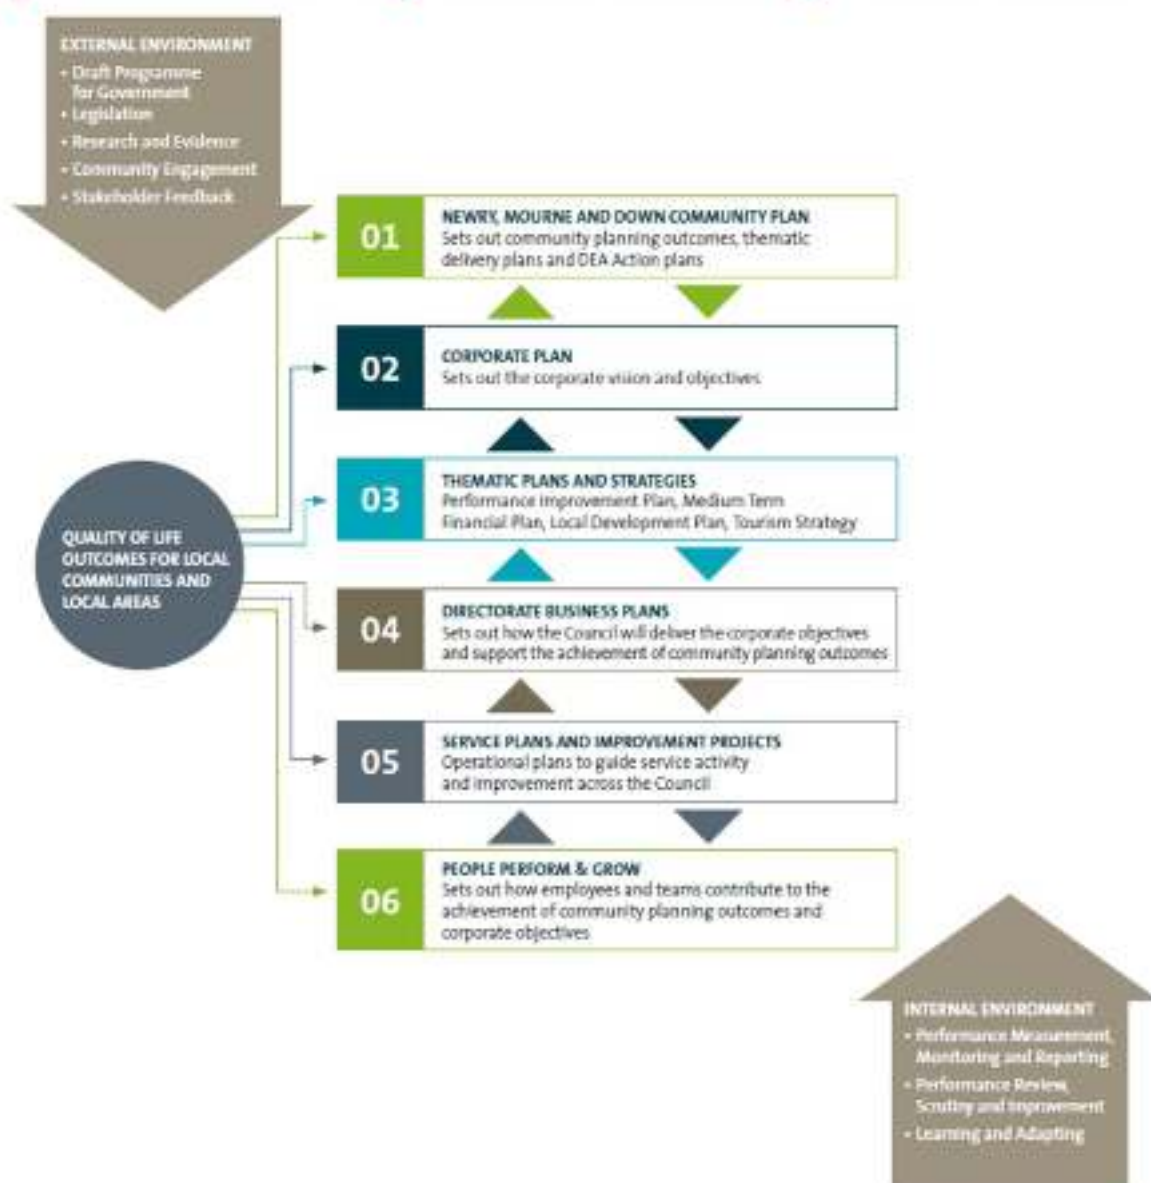 EXTERNAL ENVIRONMENT
• Draft Programme
for Government
• Legislation
• Research and Evidence
• Community Engagement
• Stakeholder Feedback
01
NEWRY, MOURNE AND DOWN COMMUNITY PLAN
Sets out community planning outcomes, thematic
delivery plans and DEA Action plans
02
CORPORATE PLAN
Sets out the corporate vision and objectives
03
THEMATIC PLANS AND STRATEGIES
Performance Improvement Plan, Medium Term
Financial Plan, Local Development Plan, Tourism Strategy
QUALITY OF LIFE
OUTCOMES FOR LOCAL
COMMUNITIES AND
LOCAL AREAS
04
DIRECTORATE BUSINESS PLANS
Sets out how the Council will deliver the corporate objectives
and support the achievement of community planning outcomes
05
SERVICE PLANS AND IMPROVEMENT PROJECTS
Operational plans to guide service activity
and improvement across the Council
06
PEOPLE PERFORM & GROW
Sets out how employees and teams contribute to the
achievement of community planning outcomes and
corporate objectives
INTERNAL ENVIRONMENT
• Performance Measurement,
Monitoring and Reporting
• Performance Review,
Scrutiny and Improvement
• Learning and Adapting